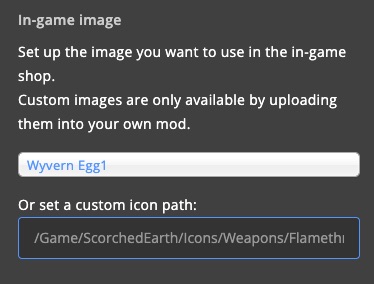 In-game image
Set up the image you want to use in the in-game
shop.
Custom images are only available by uploading
them into your own mod.
Wyvern Egg1
Or set a custom icon path:
/Game/ScorchedEarth/Icons/Weapons/Flamethr